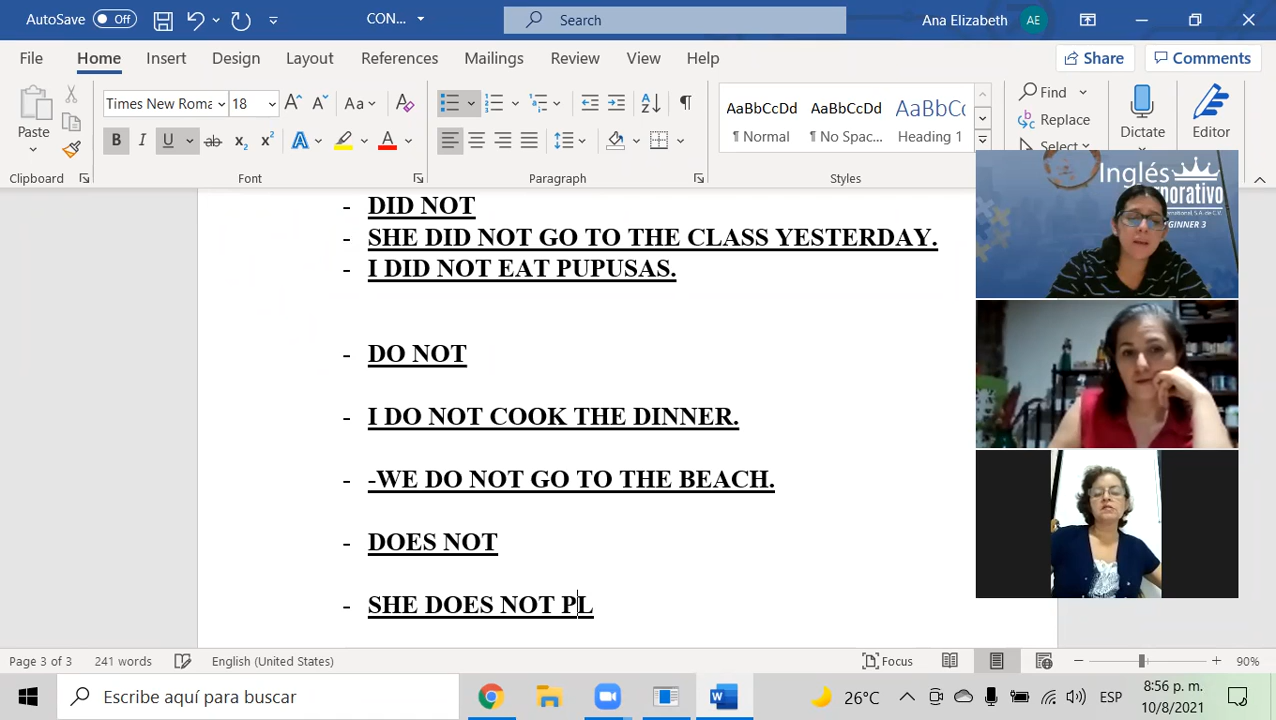 AutoSave Off CON... Search Ana Elizabeth AE
File Home Insert Design Layout References Mailings Review View Help Share Comments
Paste Times New Roma 18 Aa AaBbCcDd AaBbCcDd AaBbCcD Find Dictate Editor
B I U ab x₂ x² A A ¶ Normal ¶ No Spac... Heading 1 Replace
Select
Clipboard Font Paragraph Styles
Inglés
BEGINNER 3
- DID NOT
- SHE DID NOT GO TO THE CLASS YESTERDAY.
- I DID NOT EAT PUPUSAS.
- DO NOT
- I DO NOT COOK THE DINNER.
- -WE DO NOT GO TO THE BEACH.
- DOES NOT
- SHE DOES NOT PL
Page 3 of 3 241 words English (United States) Focus 90%
Escribe aquí para buscar 26°C ESP 8:56 p. m.
10/8/2021